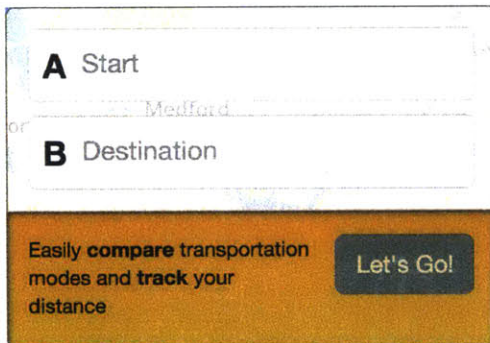 A Start
Medford
B Destination
Easily compare transportation
modes and track your
distance
Let's Go!